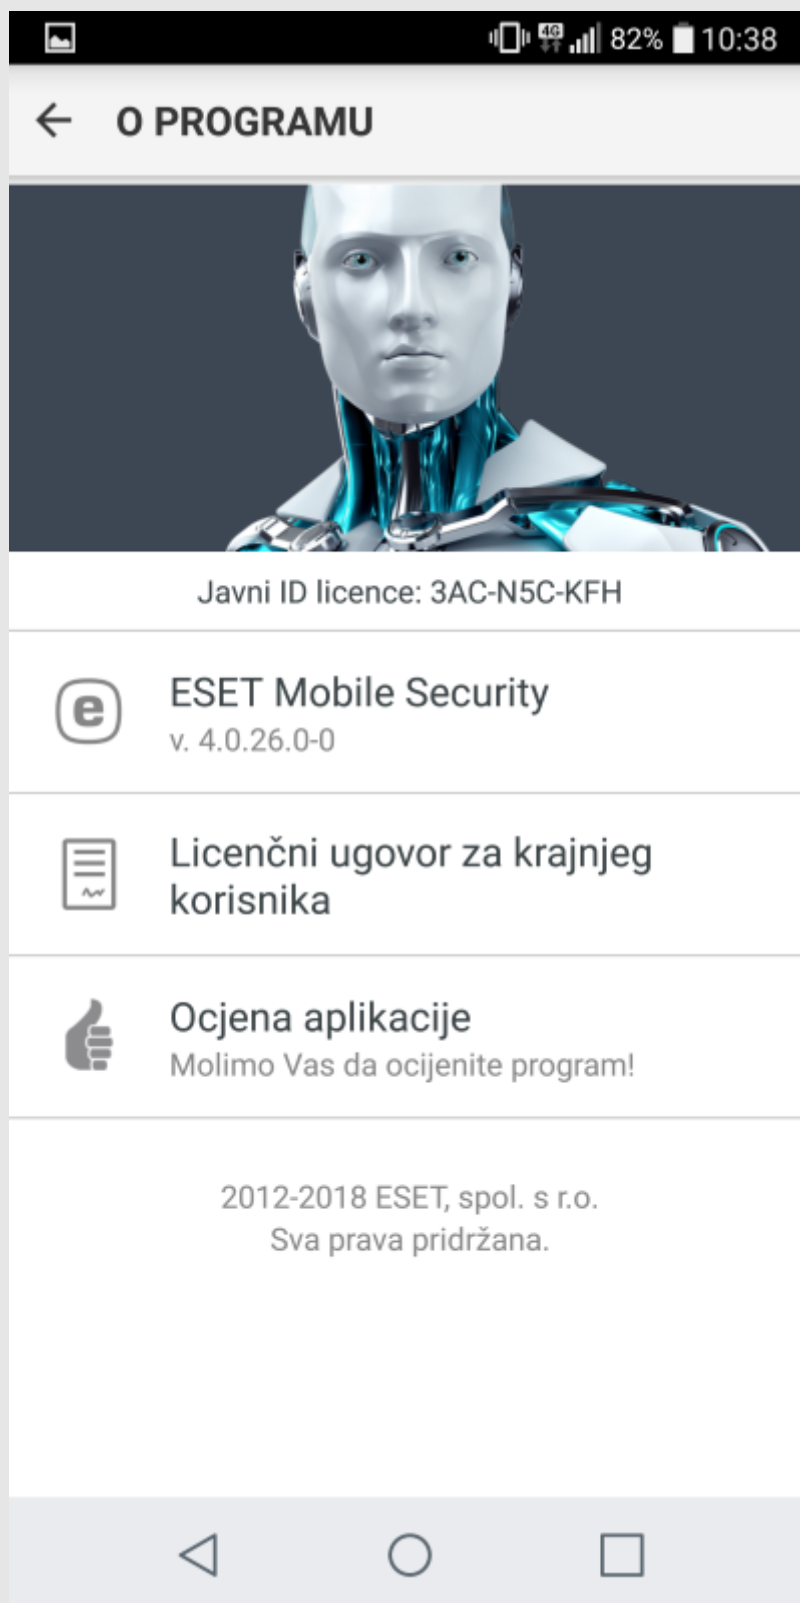 4G 82% 10:38
O PROGRAMU
Javni ID licence: 3AC-N5C-KFH
e
ESET Mobile Security
v. 4.0.26.0-0
Licenčni ugovor za krajnjeg
korisnika
Ocjena aplikacije
Molimo Vas da ocijenite program!
2012-2018 ESET, spol. s r.o.
Sva prava pridržana.